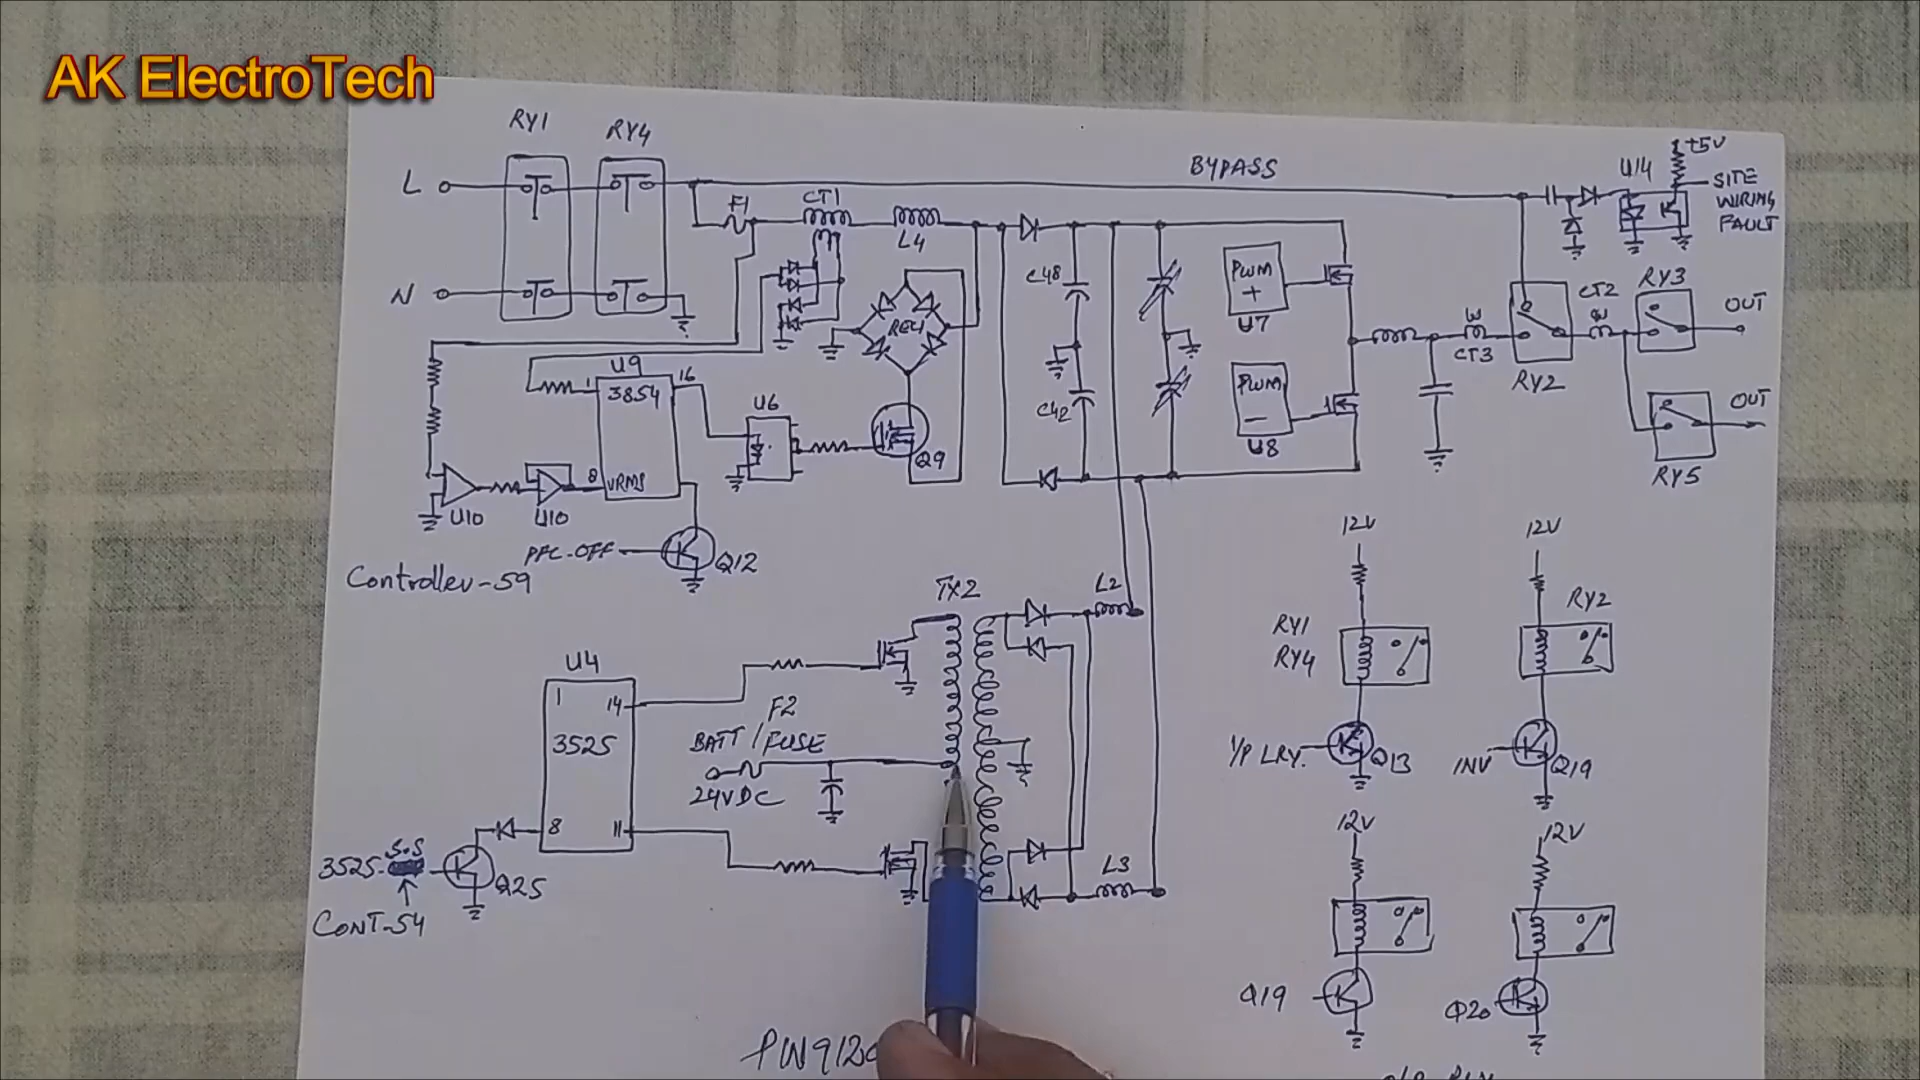 AK ElectroTech
RY1
RY4
BYPASS
+5V
U14
SITE
WIRING
FAULT
L
F1
CT1
L4
N
C48
PWM
+
U7
CT2
RY3
OUT
REC1
CT3
RY2
U9
1
16
3854
U6
C42
PWM
-
U8
OUT
RY5
8
VRMS
Q9
U10
U10
PFC-OFF
Q12
Controller-59
12V
12V
TX2
L2
RY1
RY4
RY2
U4
1
14
3525
F2
BATT
FUSE
24VDC
I/P LRY.
Q13
INV
Q19
8
11
12V
12V
L3
3525-
S.S
Q25
CONT-54
Q19
Q20
PW912